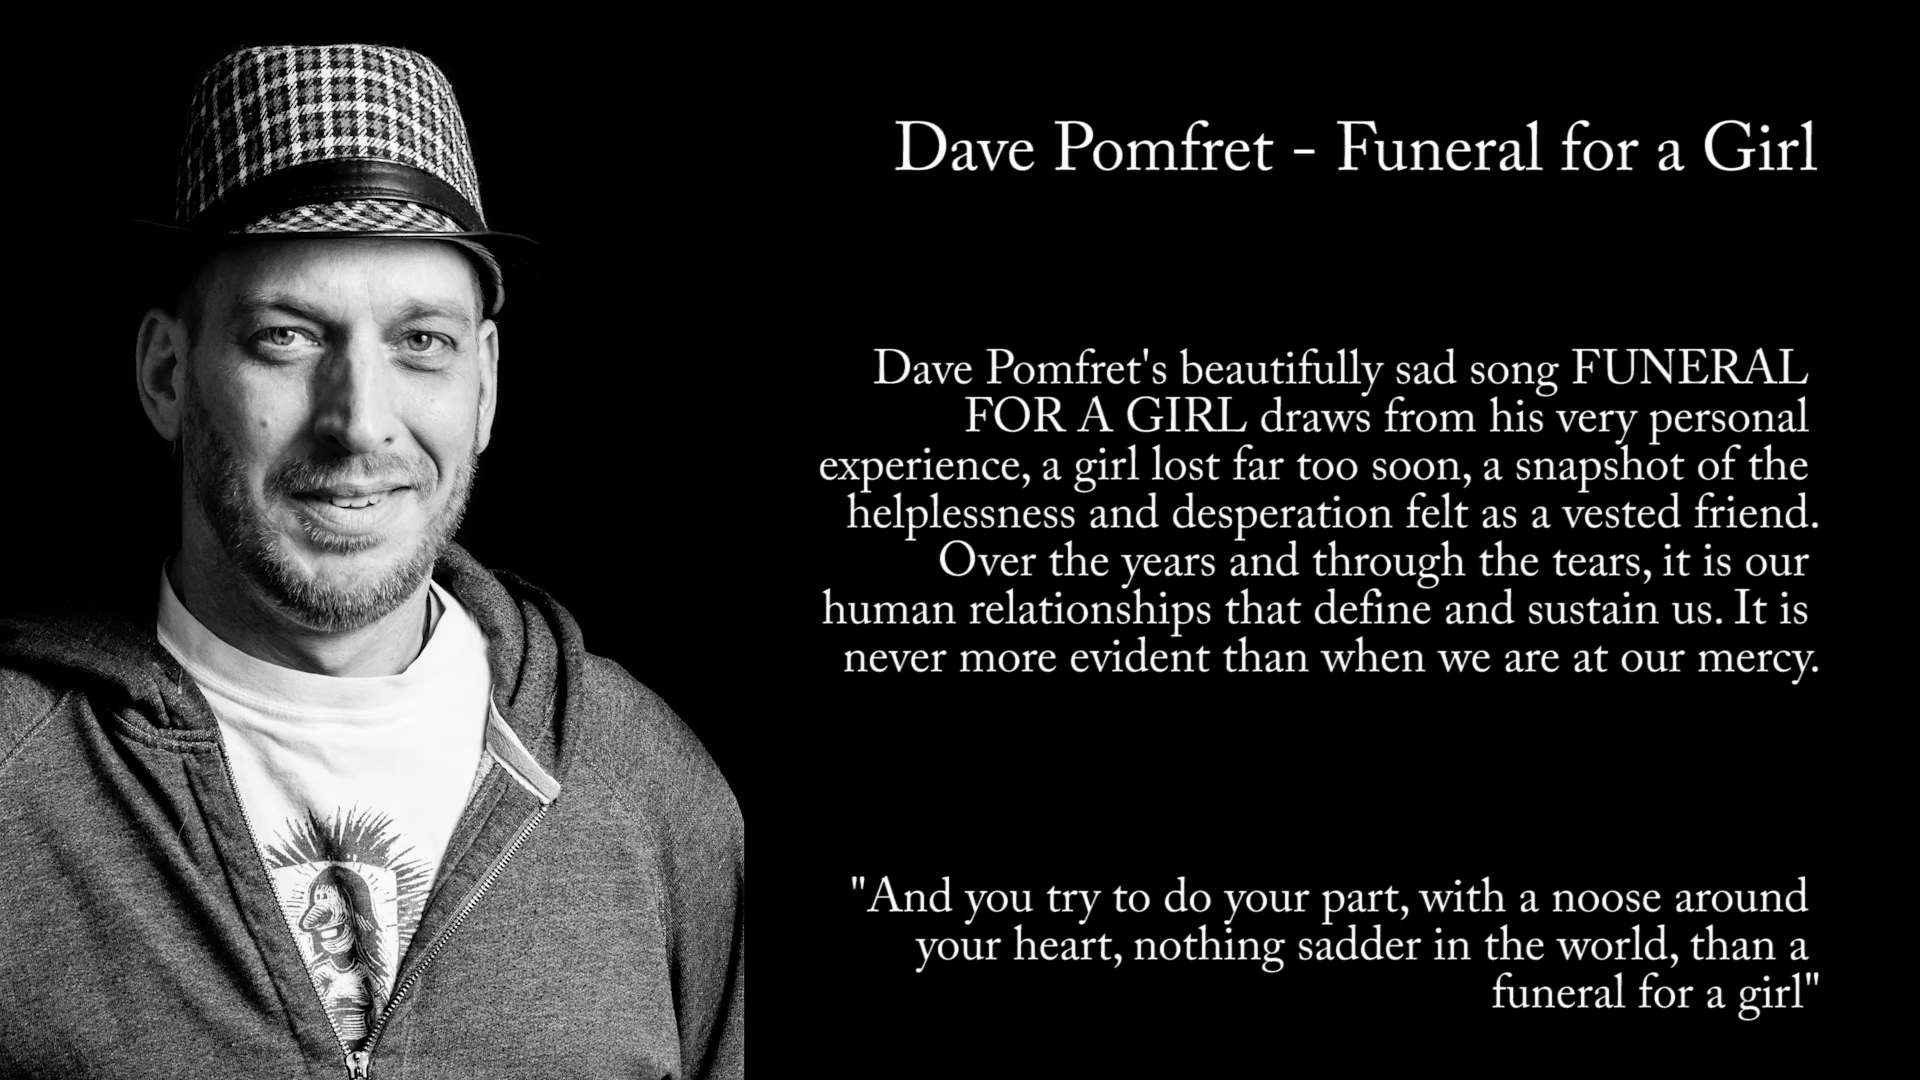 Dave Pomfret - Funeral for a Girl
Dave Pomfret's beautifully sad song FUNERAL
FOR A GIRL draws from his very personal
experience, a girl lost far too soon, a snapshot of the
helplessness and desperation felt as a vested friend.
Over the years and through the tears, it is our
human relationships that define and sustain us. It is
never more evident than when we are at our mercy.
"And you try to do your part, with a noose around
your heart, nothing sadder in the world, than a
funeral for a girl"